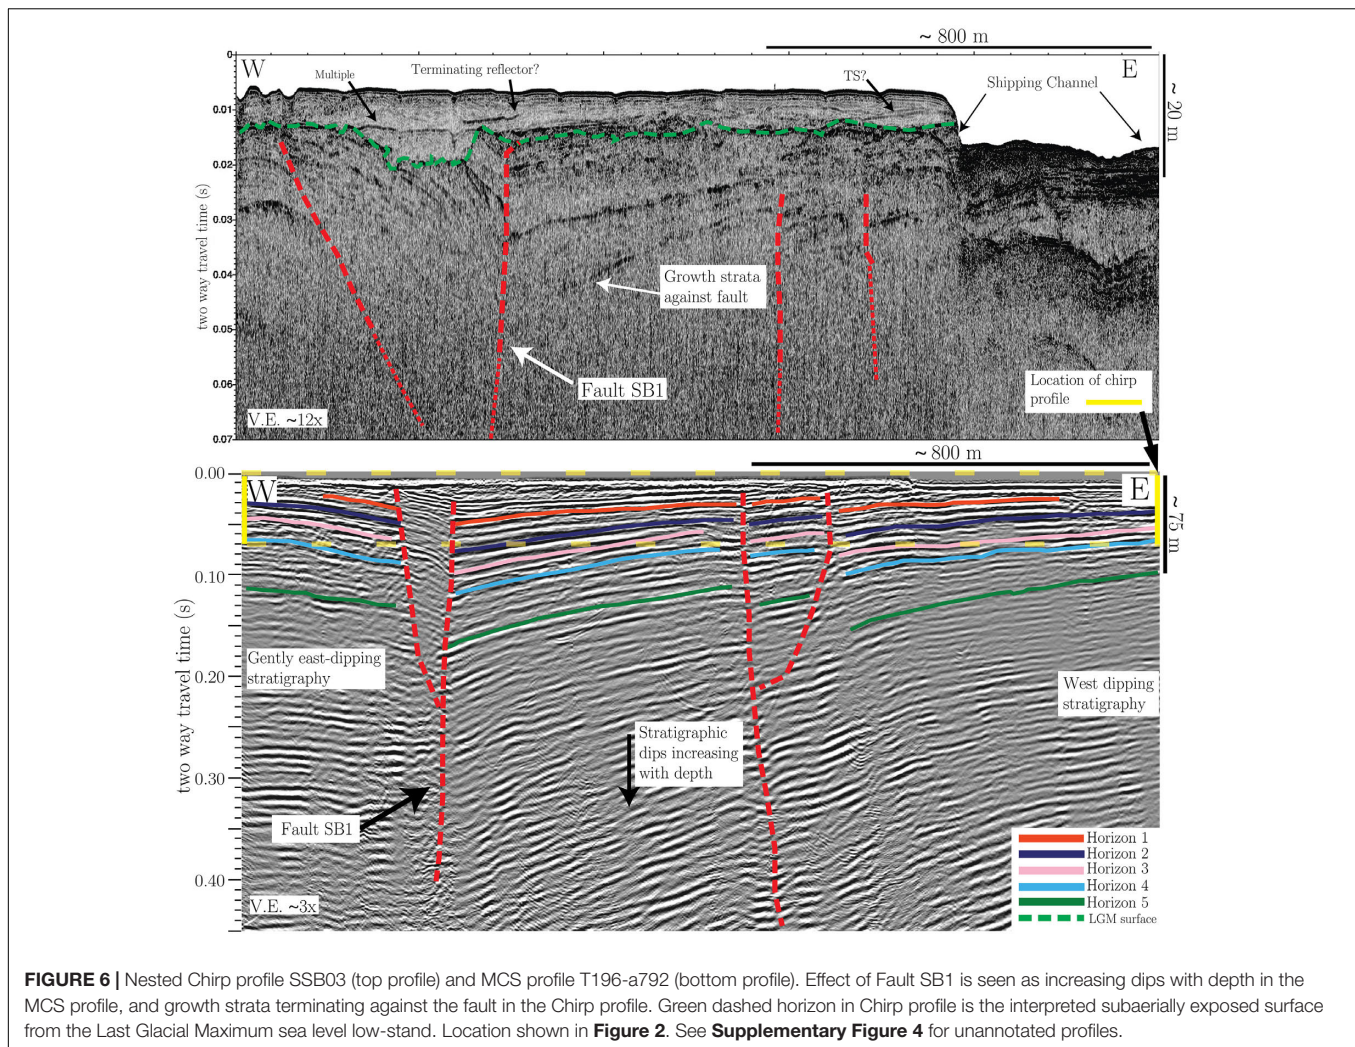 ~ 800 m
0
W
E
Multiple
Terminating reflector?
TS?
Shipping Channel
~ 20 m
0.01
0.02
0.03
0.04
0.05
0.06
0.07
two way travel time (s)
Growth strata
against fault
Fault SB1
Location of chirp
profile
V.E. ~12x
~800 m
0.00
W
E
~75 m
0.10
0.20
0.30
0.40
two way travel time (s)
Gently east-dipping
stratigraphy
West dipping
stratigraphy
Stratigraphic
dips increasing
with depth
Fault SB1
Horizon 1
Horizon 2
Horizon 3
Horizon 4
Horizon 5
LGM surface
V.E. ~3x
FIGURE 6 | Nested Chirp profile SSB03 (top profile) and MCS profile T196-a792 (bottom profile). Effect of Fault SB1 is seen as increasing dips with depth in the
MCS profile, and growth strata terminating against the fault in the Chirp profile. Green dashed horizon in Chirp profile is the interpreted subaerially exposed surface
from the Last Glacial Maximum sea level low-stand. Location shown in Figure 2. See Supplementary Figure 4 for unannotated profiles.